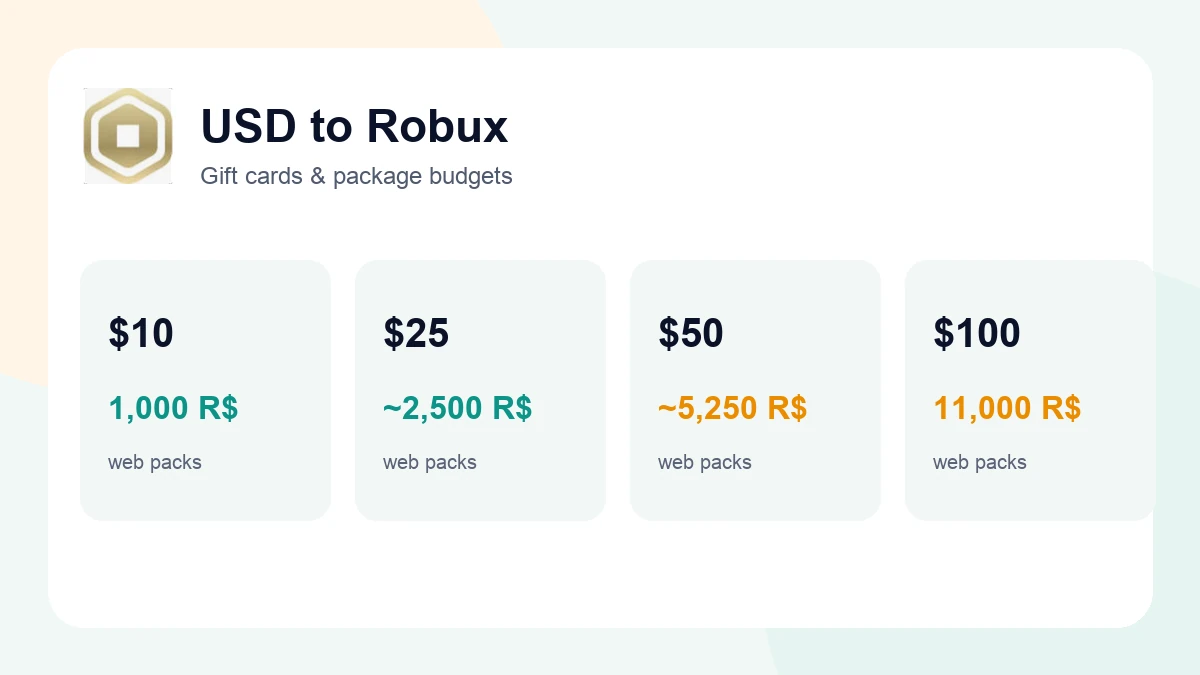 USD to Robux
Gift cards & package budgets
$10
1,000 R$
web packs
$25
~2,500 R$
web packs
$50
~5,250 R$
web packs
$100
11,000 R$
web packs